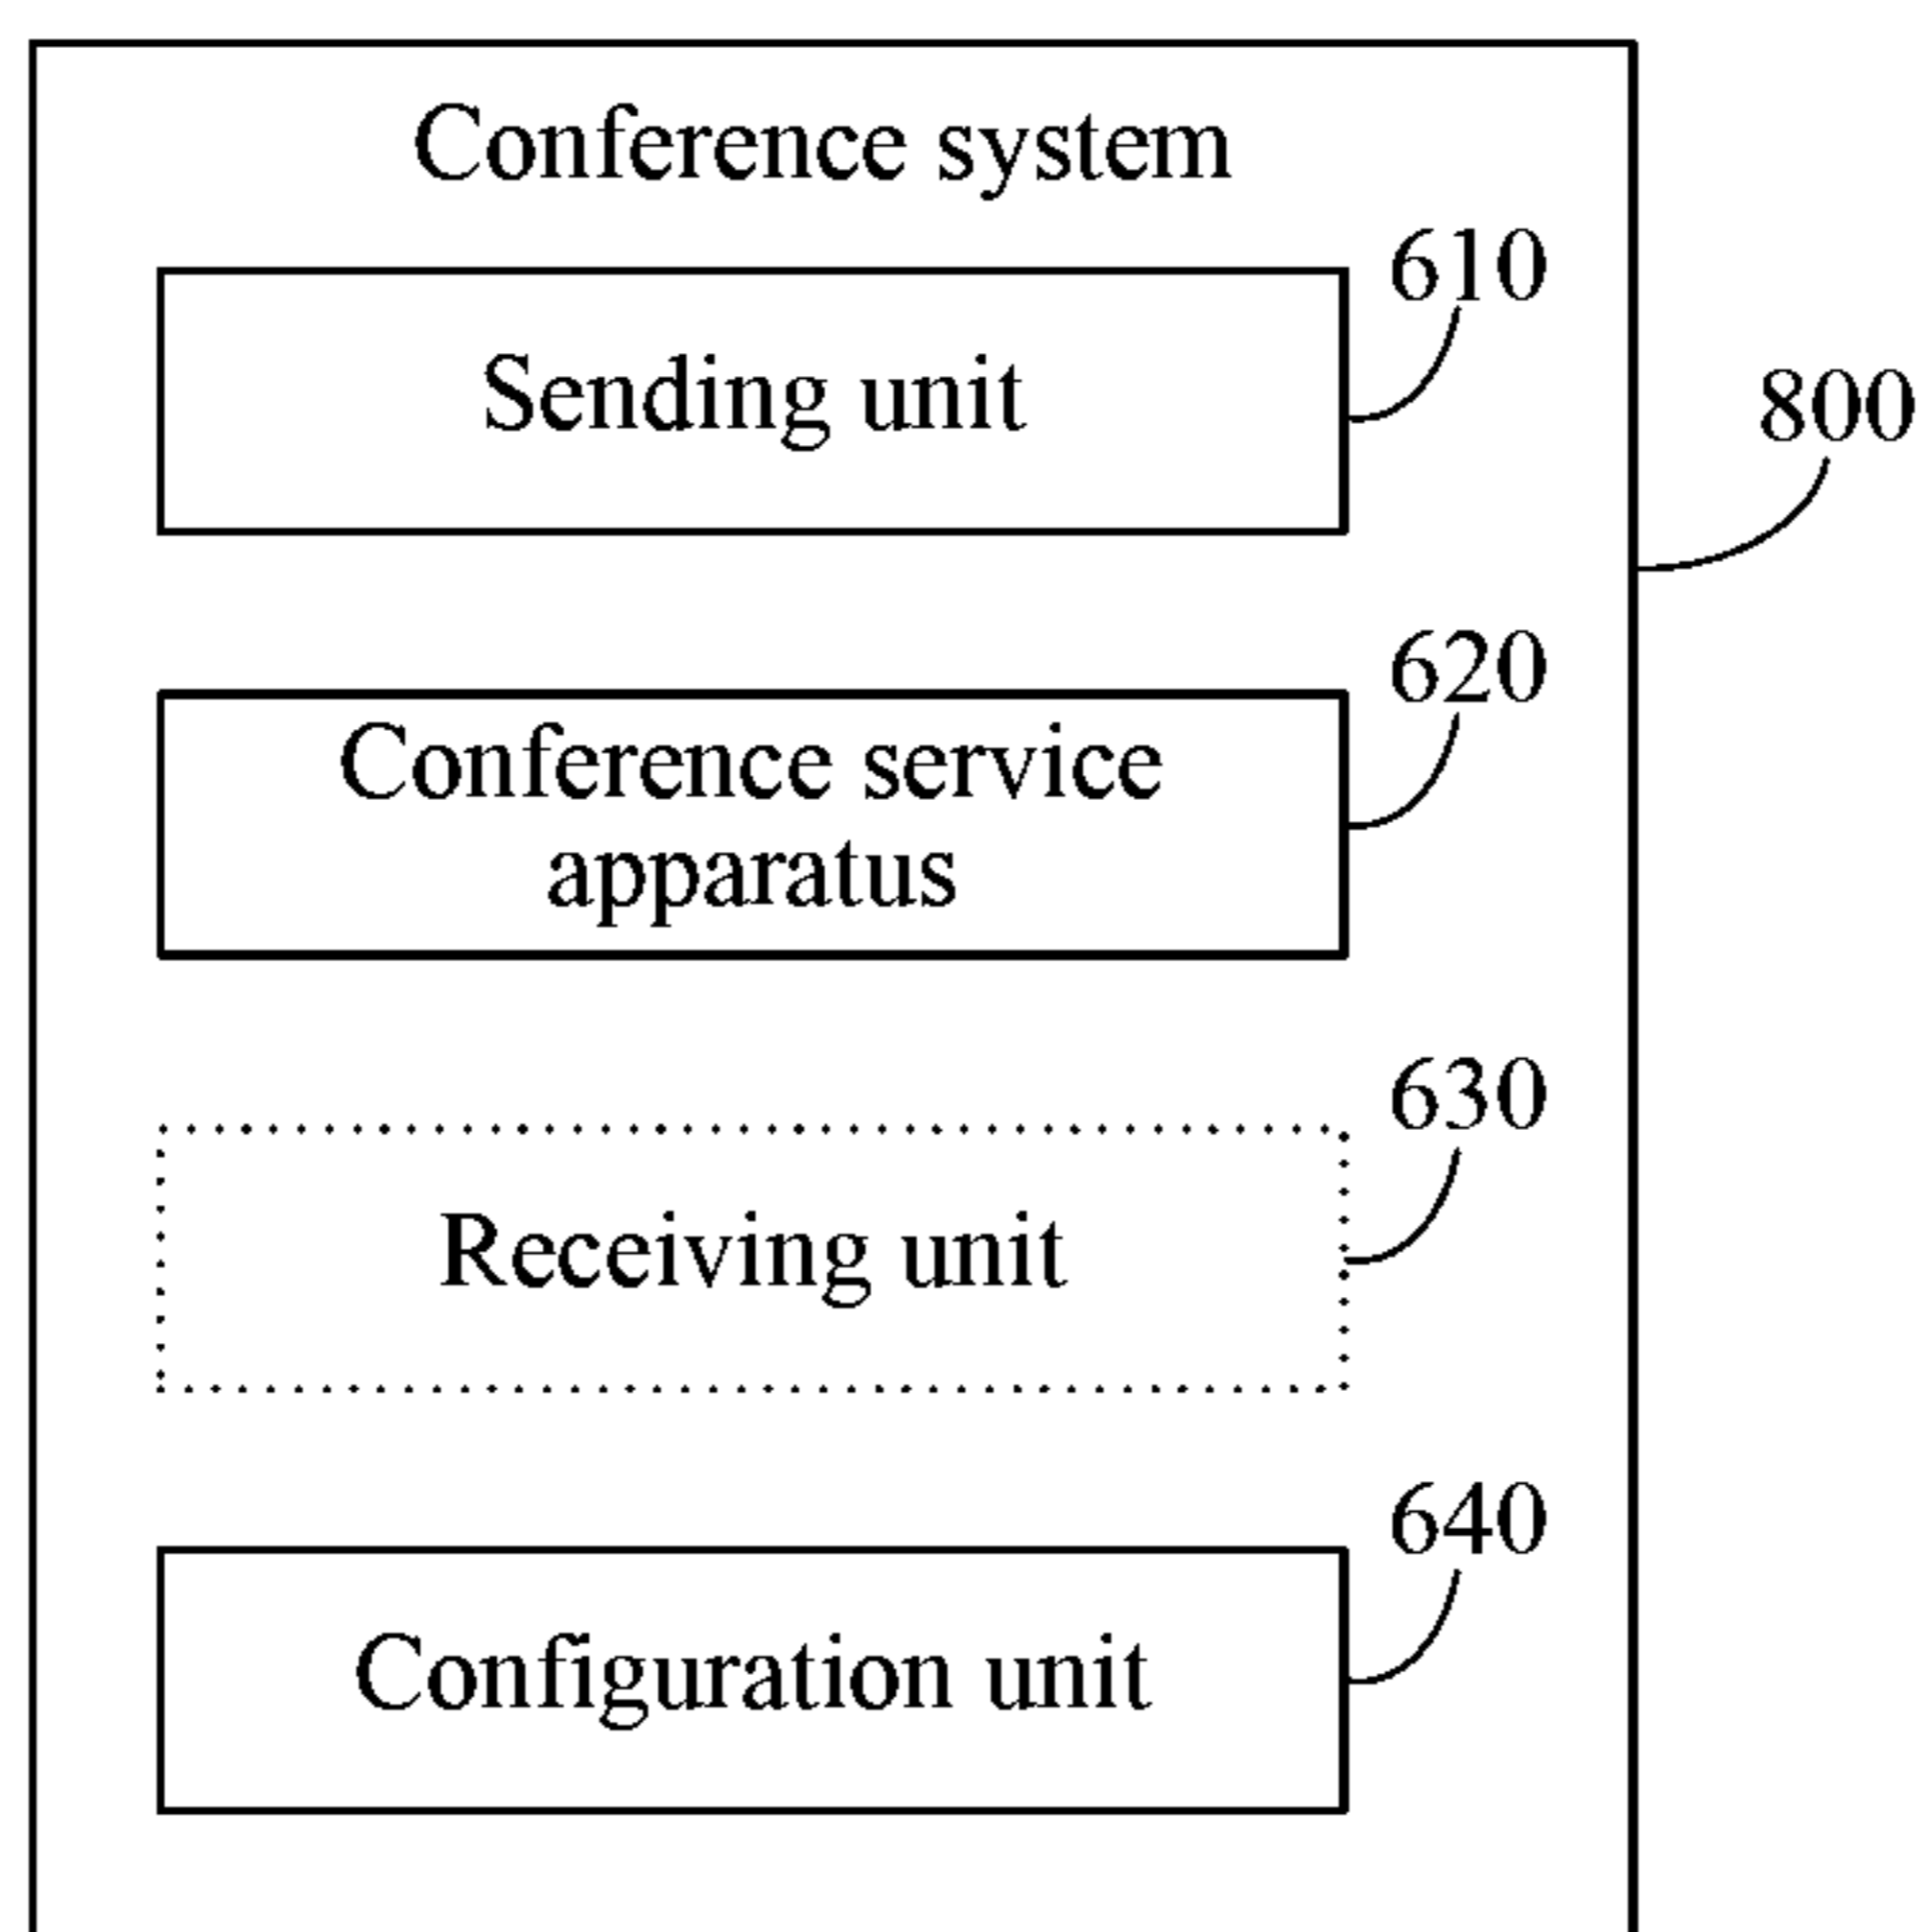 Conference system
610
Sending unit
800
620
Conference service
apparatus
630
Receiving unit
640
Configuration unit